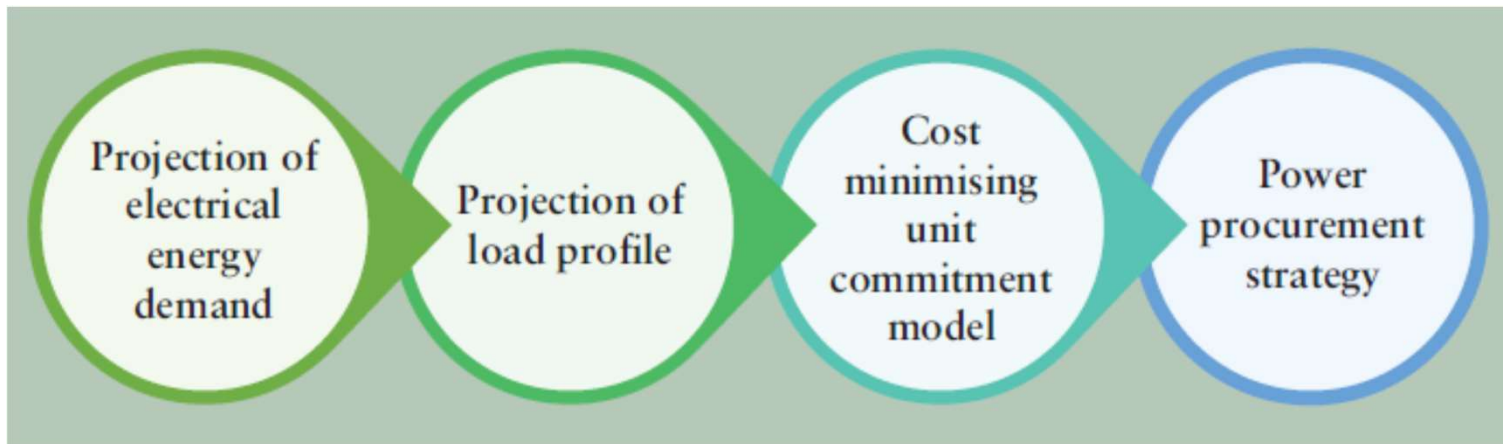 Projection of
electrical
energy
demand
Projection of
load profile
Cost
minimising
unit
commitment
model
Power
procurement
strategy